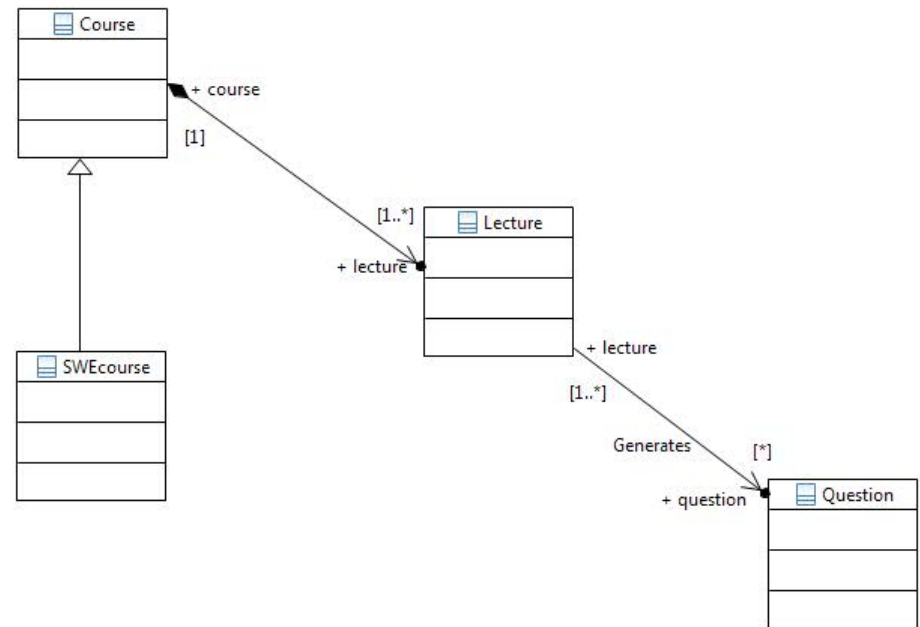 Course
+ course
[1]
[1..*]
Lecture
+ lecture
+ lecture
SWEcourse
[1..*]
Generates
[*]
+ question
Question